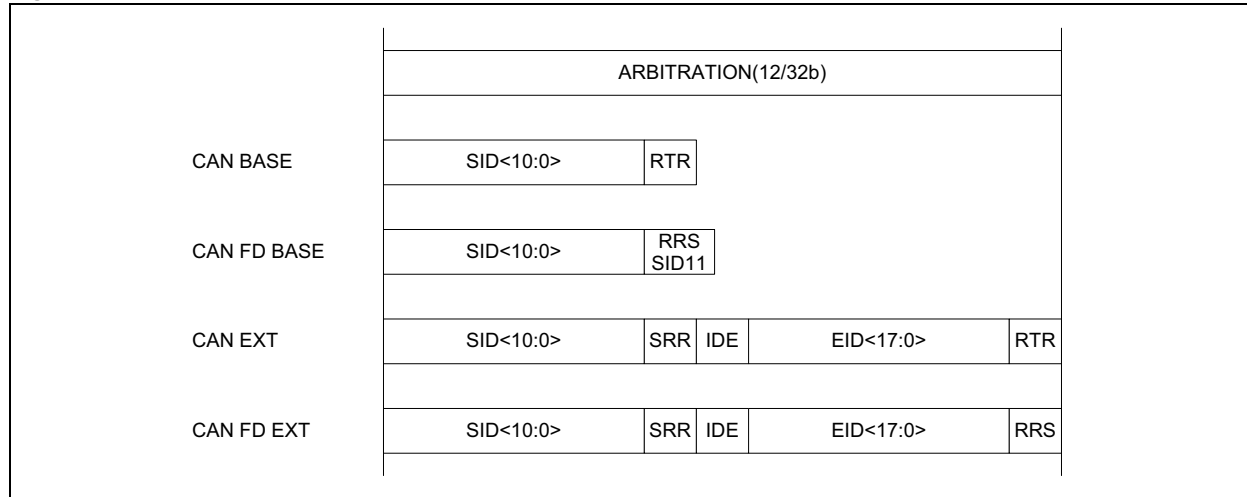 ARBITRATION(12/32b)
CAN BASE SID<10:0> RTR
CAN FD BASE SID<10:0> RRS
SID11
CAN EXT SID<10:0> SRR IDE EID<17:0> RTR
CAN FD EXT SID<10:0> SRR IDE EID<17:0> RRS